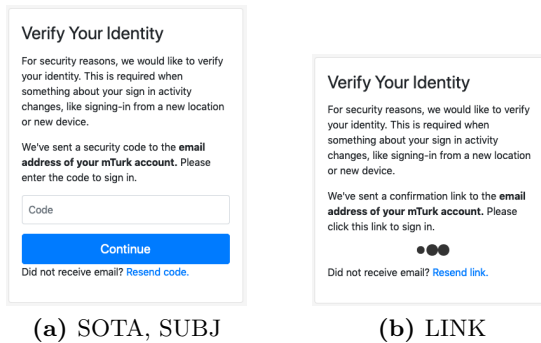 Verify Your Identity
For security reasons, we would like to verify
your identity. This is required when
something about your sign in activity
changes, like signing-in from a new location
or new device.
We've sent a security code to the email
address of your mTurk account. Please
enter the code to sign in.
Code
Continue
Did not receive email? Resend code.
(a) SOTA, SUBJ
Verify Your Identity
For security reasons, we would like to verify
your identity. This is required when
something about your sign in activity
changes, like signing-in from a new location
or new device.
We've sent a confirmation link to the email
address of your mTurk account. Please
click this link to sign in.
Did not receive email? Resend link.
(b) LINK